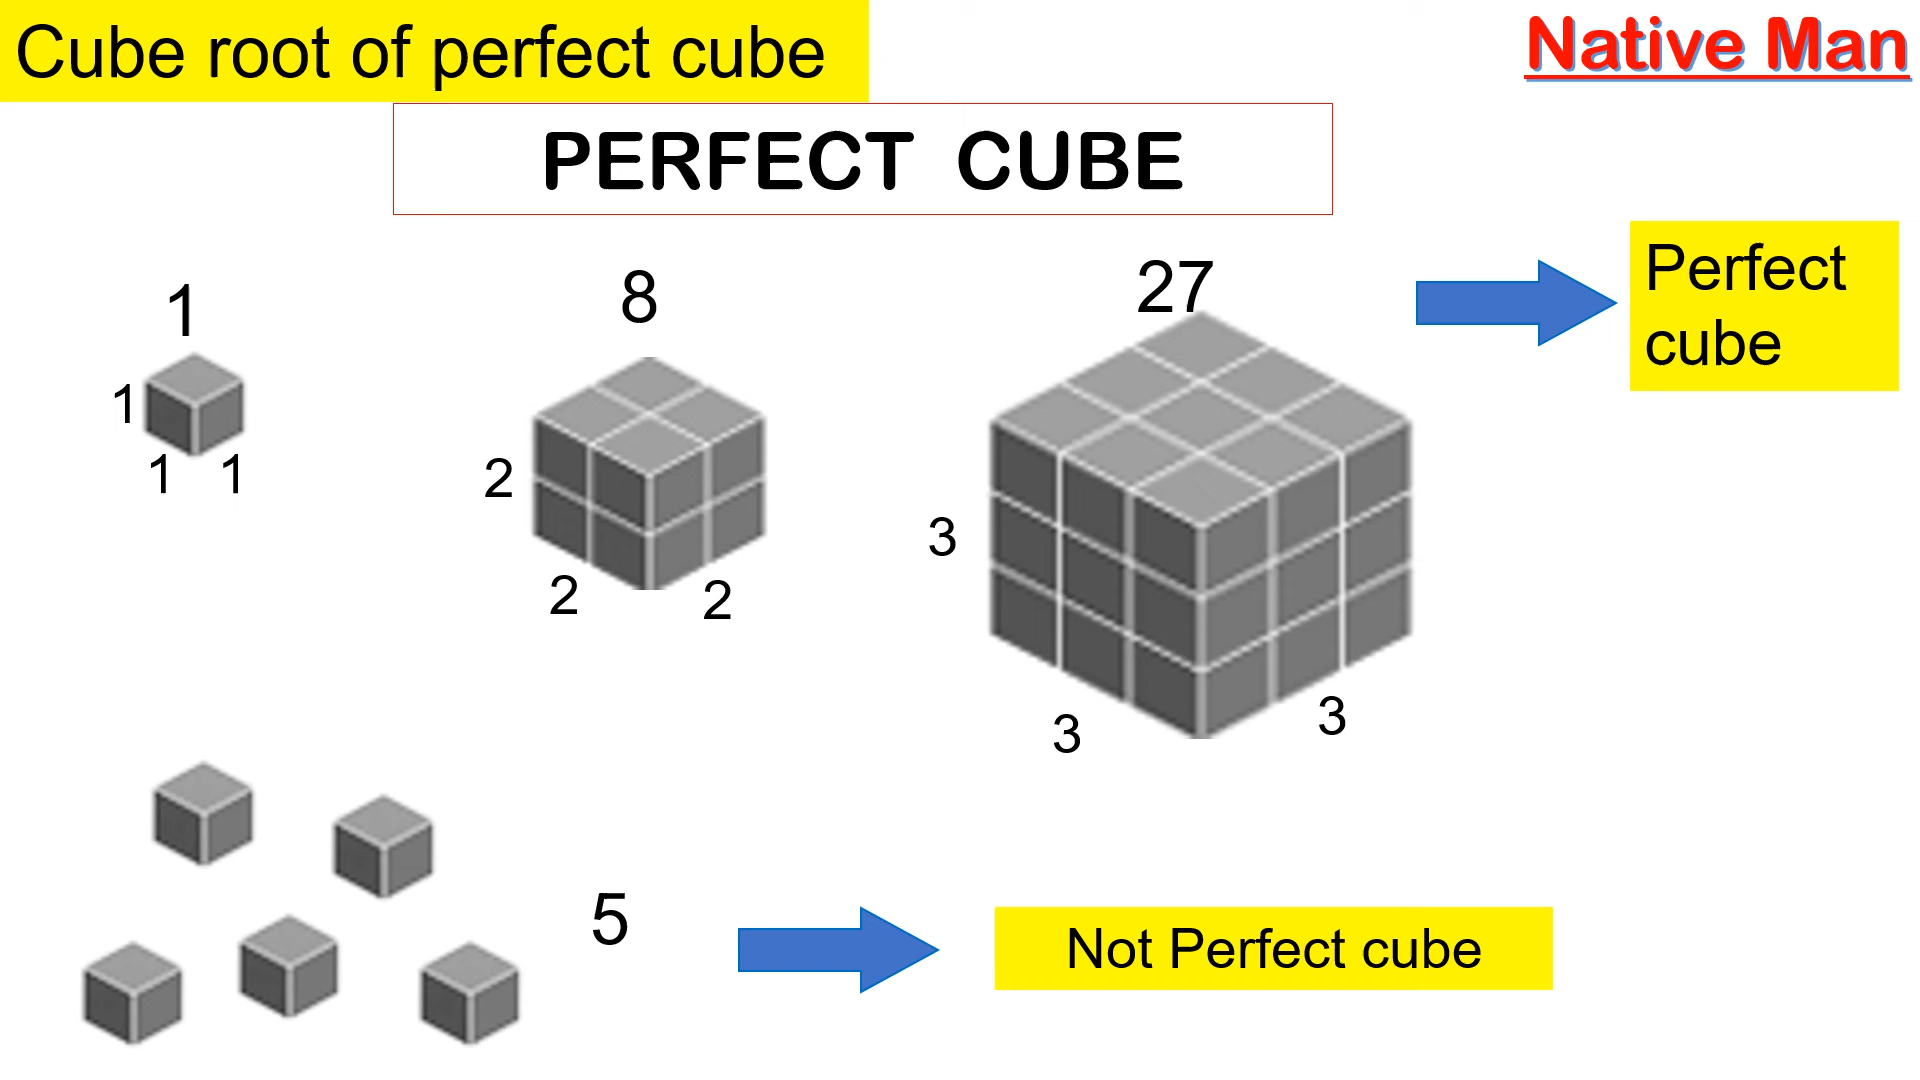 Cube root of perfect cube
Native Man
PERFECT CUBE
1
8
27
Perfect
cube
1
1 1
2
2 2
3
3 3
5
Not Perfect cube